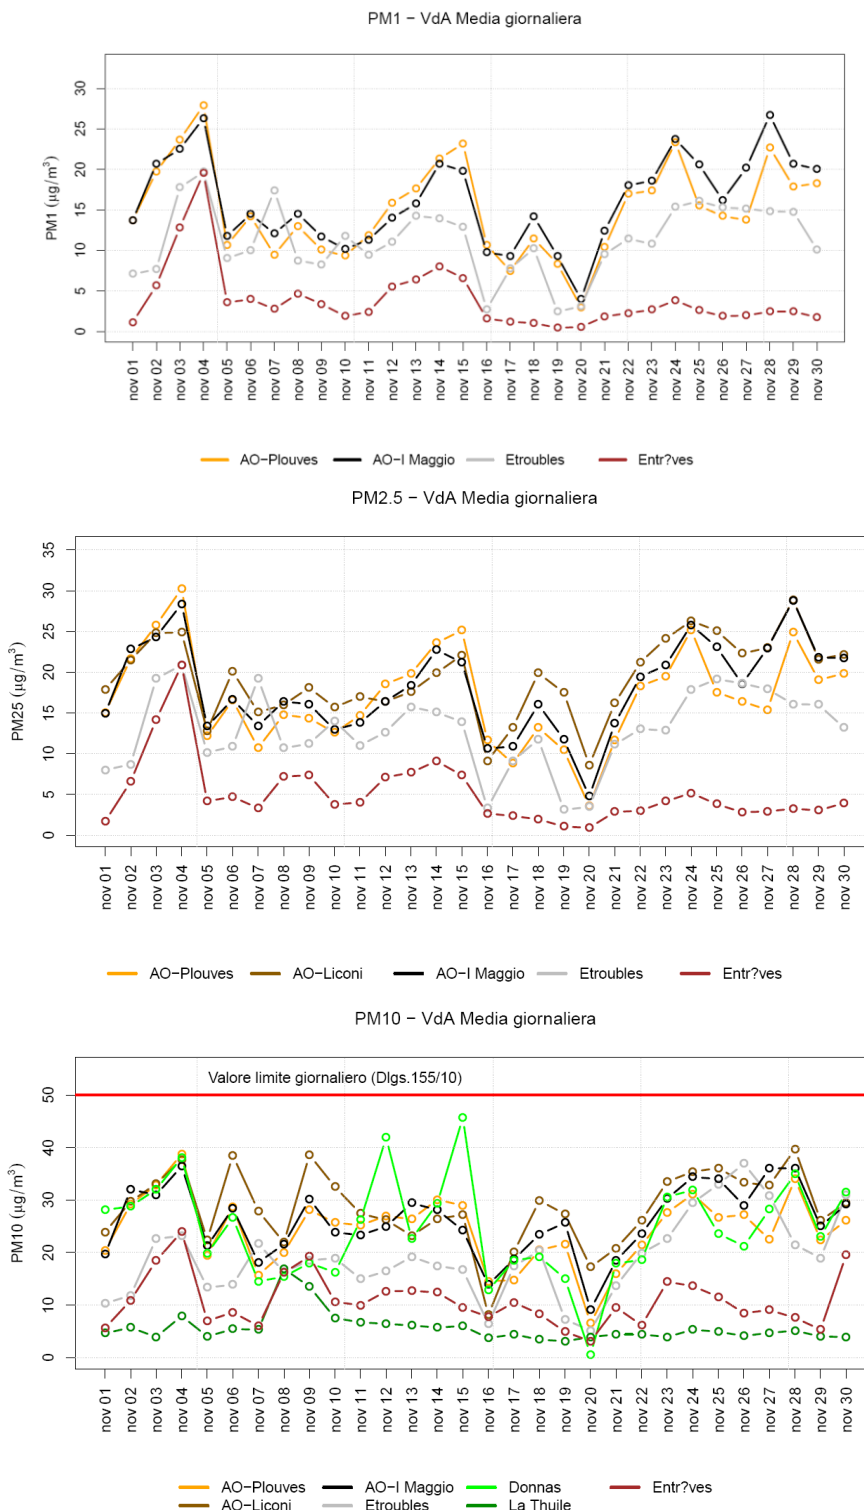 PM1 − VdA Media giornaliera
PM1 (µg/m³)
30
25
20
15
10
5
0
nov 01 nov 02 nov 03 nov 04 nov 05 nov 06 nov 07 nov 08 nov 09 nov 10 nov 11 nov 12 nov 13 nov 14 nov 15 nov 16 nov 17 nov 18 nov 19 nov 20 nov 21 nov 22 nov 23 nov 24 nov 25 nov 26 nov 27 nov 28 nov 29 nov 30
AO−Plouves AO−I Maggio Etroubles Entr?ves
PM2.5 − VdA Media giornaliera
PM25 (µg/m³)
35
30
25
20
15
10
5
0
nov 01 nov 02 nov 03 nov 04 nov 05 nov 06 nov 07 nov 08 nov 09 nov 10 nov 11 nov 12 nov 13 nov 14 nov 15 nov 16 nov 17 nov 18 nov 19 nov 20 nov 21 nov 22 nov 23 nov 24 nov 25 nov 26 nov 27 nov 28 nov 29 nov 30
AO−Plouves AO−Liconi AO−I Maggio Etroubles Entr?ves
PM10 − VdA Media giornaliera
Valore limite giornaliero (Dlgs.155/10)
PM10 (µg/m³)
50
40
30
20
10
0
nov 01 nov 02 nov 03 nov 04 nov 05 nov 06 nov 07 nov 08 nov 09 nov 10 nov 11 nov 12 nov 13 nov 14 nov 15 nov 16 nov 17 nov 18 nov 19 nov 20 nov 21 nov 22 nov 23 nov 24 nov 25 nov 26 nov 27 nov 28 nov 29 nov 30
AO−Plouves AO−I Maggio Donnas Entr?ves
AO−Liconi Etroubles La Thuile